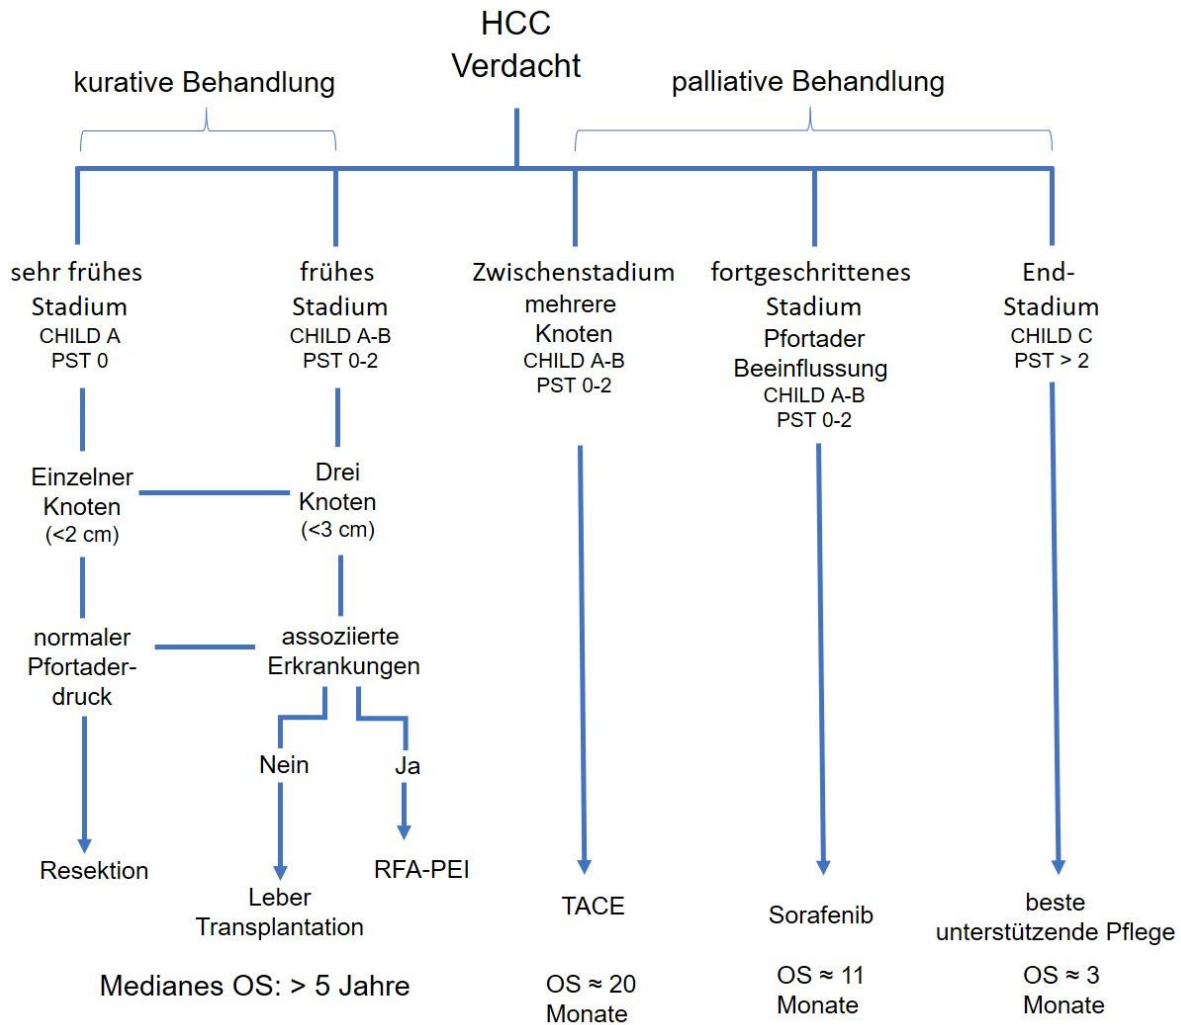 HCC
Verdacht
kurative Behandlung
palliative Behandlung
sehr frühes
Stadium
CHILD A
PST 0
frühes
Stadium
CHILD A-B
PST 0-2
Zwischenstadium
mehrere
Knoten
CHILD A-B
PST 0-2
fortgeschrittenes
Stadium
Pfortader
Beeinflussung
CHILD A-B
PST 0-2
End-
Stadium
CHILD C
PST > 2
Einzelner
Knoten
(<2 cm)
Drei
Knoten
(<3 cm)
normaler
Pfortader-
druck
assoziierte
Erkrankungen
Nein
Ja
Resektion
Leber
Transplantation
RFA-PEI
TACE
Sorafenib
beste
unterstützende Pflege
Medianes OS: > 5 Jahre
OS ≈ 20
Monate
OS ≈ 11
Monate
OS ≈ 3
Monate